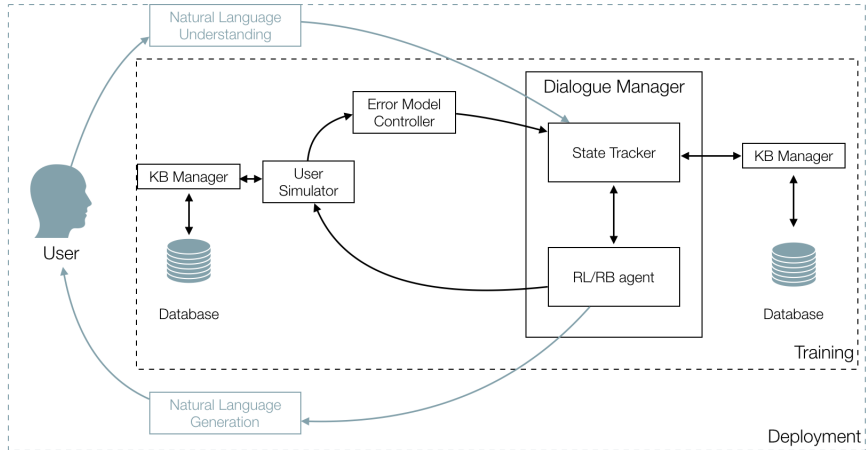 Natural Language
Understanding
Dialogue Manager
Error Model
Controller
State Tracker
KB Manager
KB Manager
User
Simulator
User
RL/RB agent
Database
Database
Training
Natural Language
Generation
Deployment